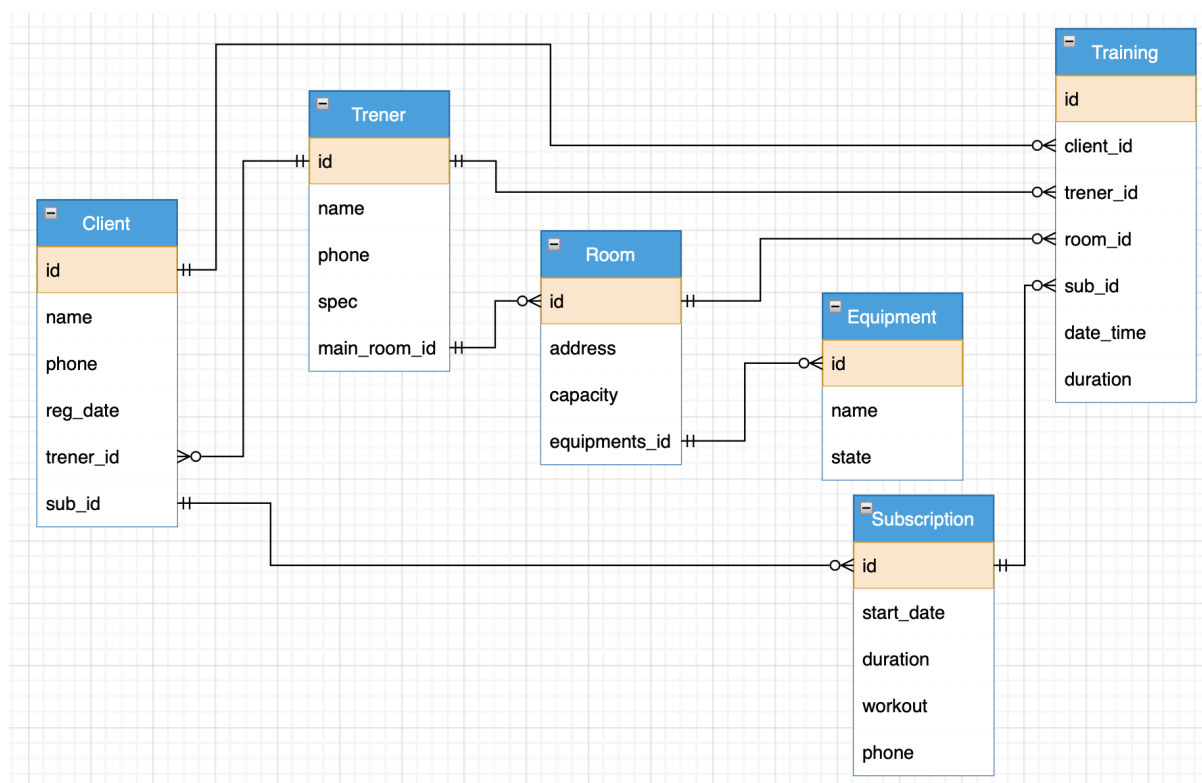 Client
id
name
phone
reg_date
trener_id
sub_id
Trener
id
name
phone
spec
main_room_id
Room
id
address
capacity
equipments_id
Equipment
id
name
state
Subscription
id
start_date
duration
workout
phone
Training
id
client_id
trener_id
room_id
sub_id
date_time
duration